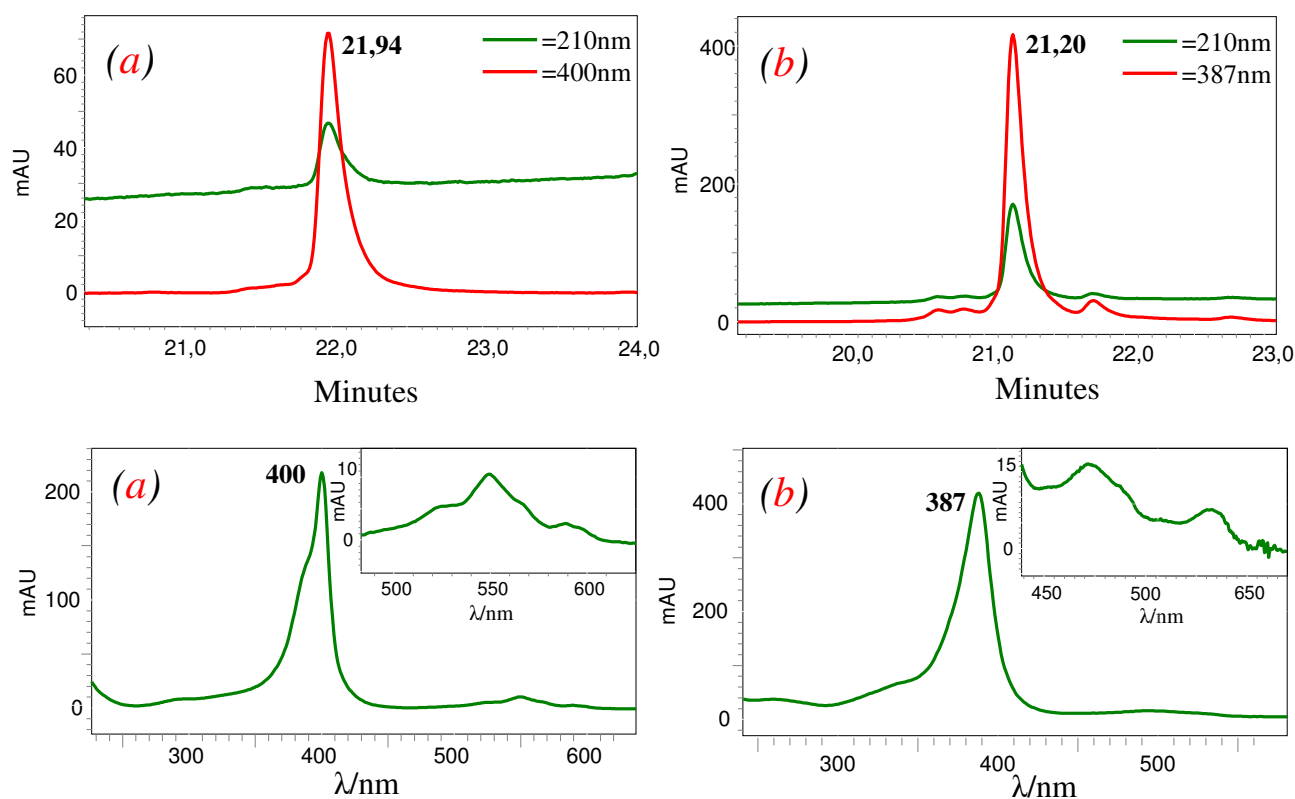 (a)
21,94
=210nm
=400nm
60
40
20
0
mAU
21,0 22,0 23,0 24,0
Minutes
(b)
21,20
=210nm
=387nm
400
200
0
mAU
20,0 21,0 22,0 23,0
Minutes
(a)
400
200
100
0
mAU
300 400 500 600
λ/nm
10
0
mAU
500 550 600
λ/nm
(b)
387
400
200
0
mAU
300 400 500
λ/nm
15
0
mAU
450 500 650
λ/nm